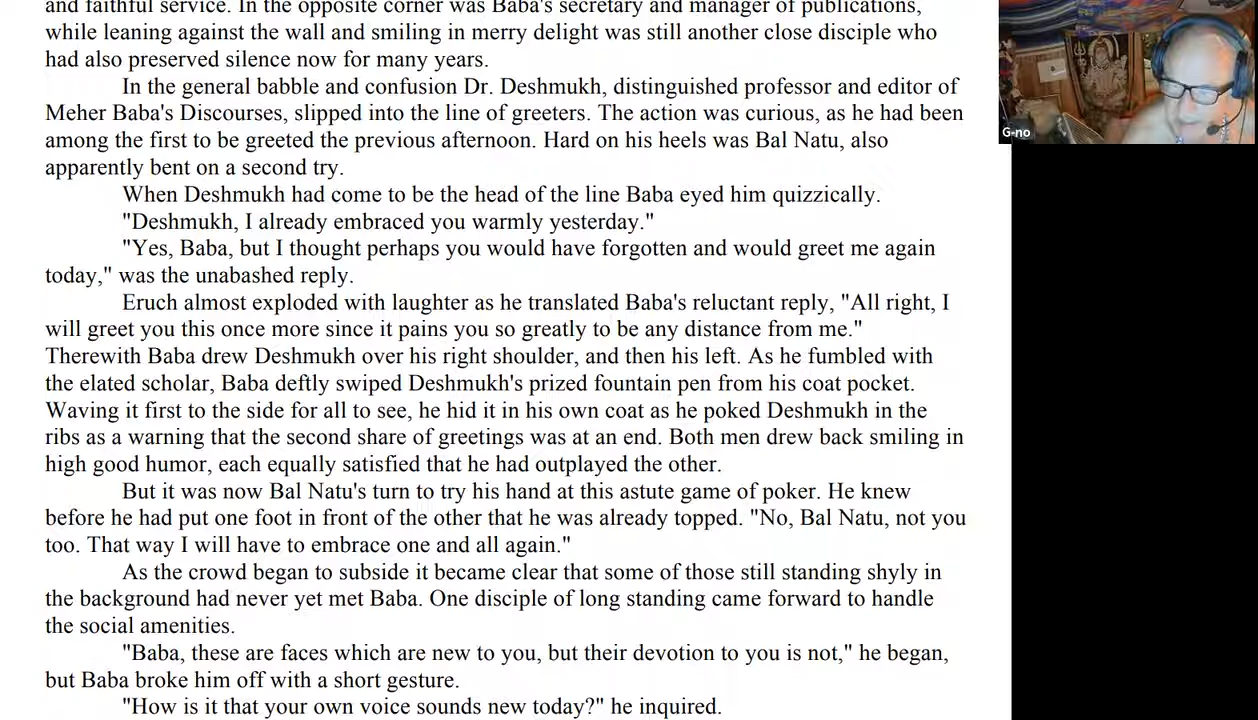 and faithful service. In the opposite corner was Baba's secretary and manager of publications,
while leaning against the wall and smiling in merry delight was still another close disciple who
had also preserved silence now for many years.
In the general babble and confusion Dr. Deshmukh, distinguished professor and editor of
Meher Baba's Discourses, slipped into the line of greeters. The action was curious, as he had been
among the first to be greeted the previous afternoon. Hard on his heels was Bal Natu, also
apparently bent on a second try.
When Deshmukh had come to be the head of the line Baba eyed him quizzically.
"Deshmukh, I already embraced you warmly yesterday."
"Yes, Baba, but I thought perhaps you would have forgotten and would greet me again
today," was the unabashed reply.
Eruch almost exploded with laughter as he translated Baba's reluctant reply, "All right, I
will greet you this once more since it pains you so greatly to be any distance from me."
Therewith Baba drew Deshmukh over his right shoulder, and then his left. As he fumbled with
the elated scholar, Baba deftly swiped Deshmukh's prized fountain pen from his coat pocket.
Waving it first to the side for all to see, he hid it in his own coat as he poked Deshmukh in the
ribs as a warning that the second share of greetings was at an end. Both men drew back smiling in
high good humor, each equally satisfied that he had outplayed the other.
But it was now Bal Natu's turn to try his hand at this astute game of poker. He knew
before he had put one foot in front of the other that he was already topped. "No, Bal Natu, not you
too. That way I will have to embrace one and all again."
As the crowd began to subside it became clear that some of those still standing shyly in
the background had never yet met Baba. One disciple of long standing came forward to handle
the social amenities.
"Baba, these are faces which are new to you, but their devotion to you is not," he began,
but Baba broke him off with a short gesture.
"How is it that your own voice sounds new today?" he inquired.
G-no